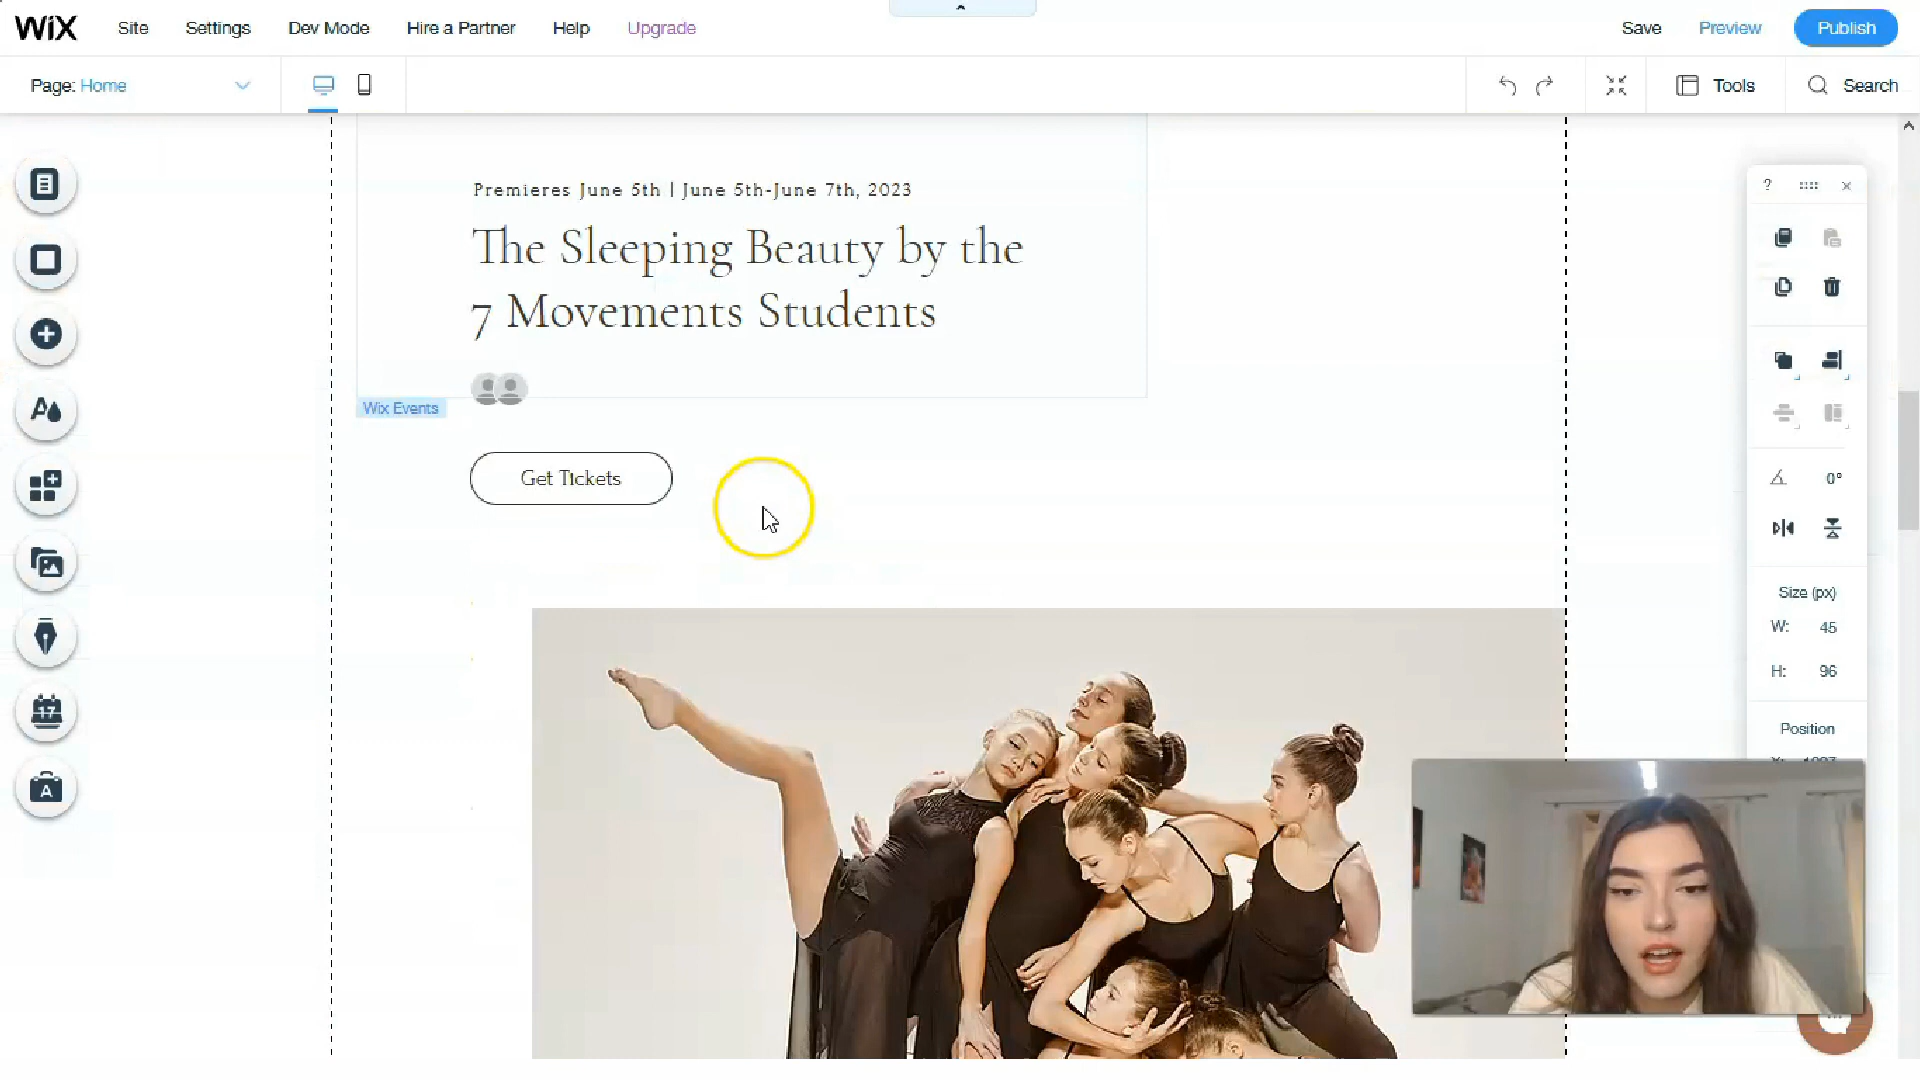 WiX Site Settings Dev Mode Hire a Partner Help Upgrade Save Preview Publish
Page: Home Tools Search
?
Premieres June 5th | June 5th-June 7th, 2023
The Sleeping Beauty by the
7 Movements Students
Wix Events
Get Tickets
0°
Size (px)
W: 45
H: 96
Position
17
A